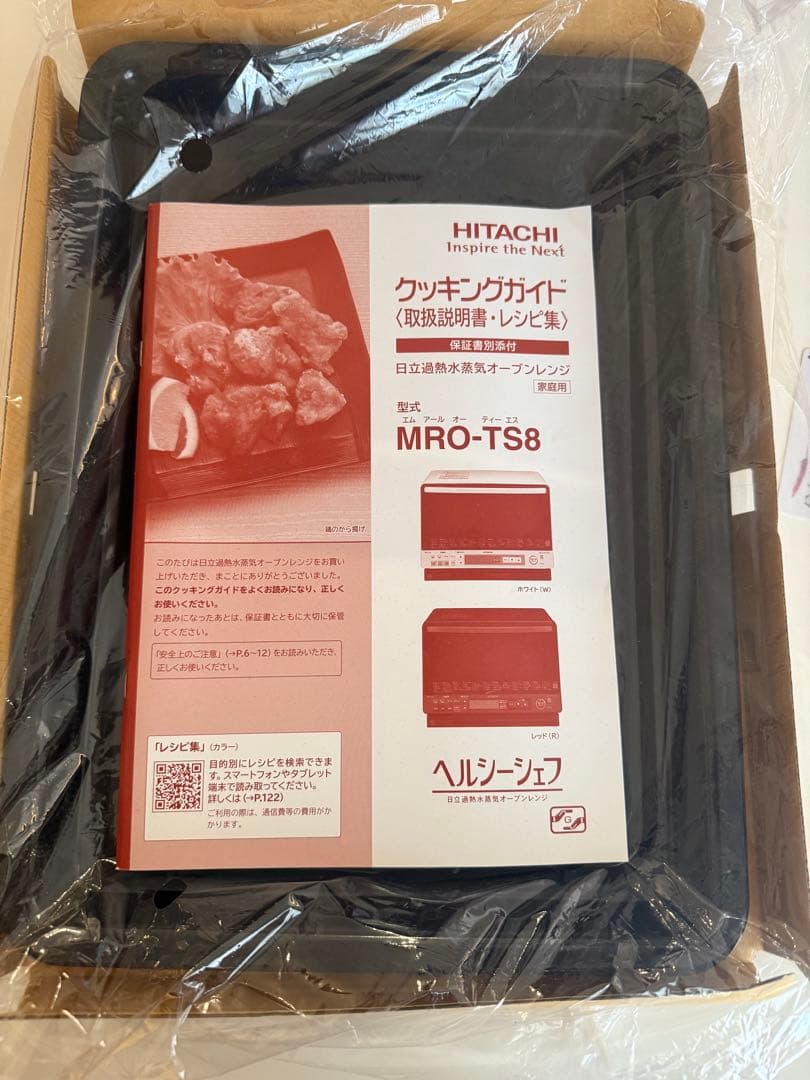 HITACHI
Inspire the Next
クッキングガイド
〈取扱説明書・レシピ集〉
保証書別添付
日立過熱水蒸気オーブンレンジ
家庭用
型式
エム アール オー ティー エス
MRO-TS8
鶏のから揚げ
ホワイト(W)
レッド(R)
このたびは日立過熱水蒸気オーブンレンジをお買い
上げいただき、まことにありがとうございました。
このクッキングガイドをよくお読みになり、正しく
お使いください。
お読みになったあとは、保証書とともに大切に保管
してください。
「安全上のご注意」(→P.6~12)をお読みいただき、
正しくお使いください。
「レシピ集」(カラー)
目的別にレシピを検索できま
す。スマートフォンやタブレット
端末で読み取ってください。
詳しくは(→P.122)
ご利用の際は、通信費等の費用がか
かります。
ヘルシーシェフ
日立過熱水蒸気オーブンレンジ
G